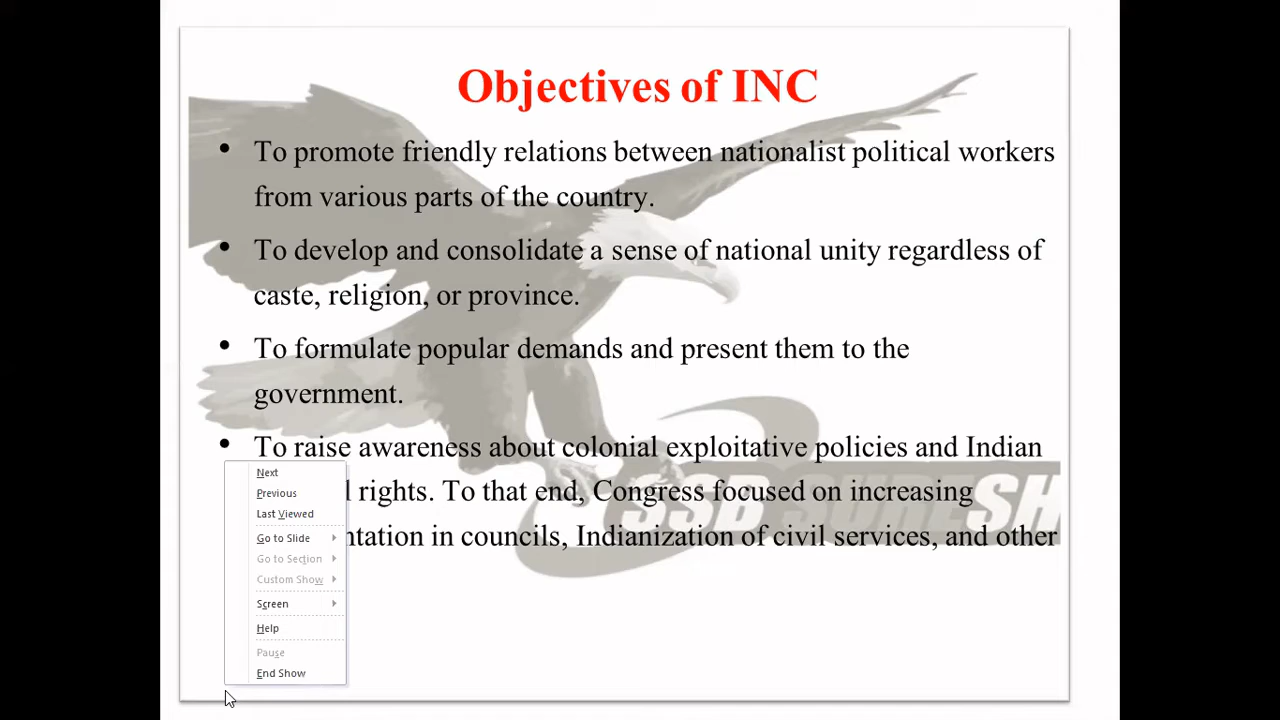 Objectives of INC
• To promote friendly relations between nationalist political workers
from various parts of the country.
• To develop and consolidate a sense of national unity regardless of
caste, religion, or province.
• To formulate popular demands and present them to the
government.
• To raise awareness about colonial exploitative policies and Indian
rights. To that end, Congress focused on increasing
in councils, Indianization of civil services, and other
SSB SURESH
Next
Previous
Last Viewed
Go to Slide
Go to Section
Custom Show
Screen
Help
Pause
End Show